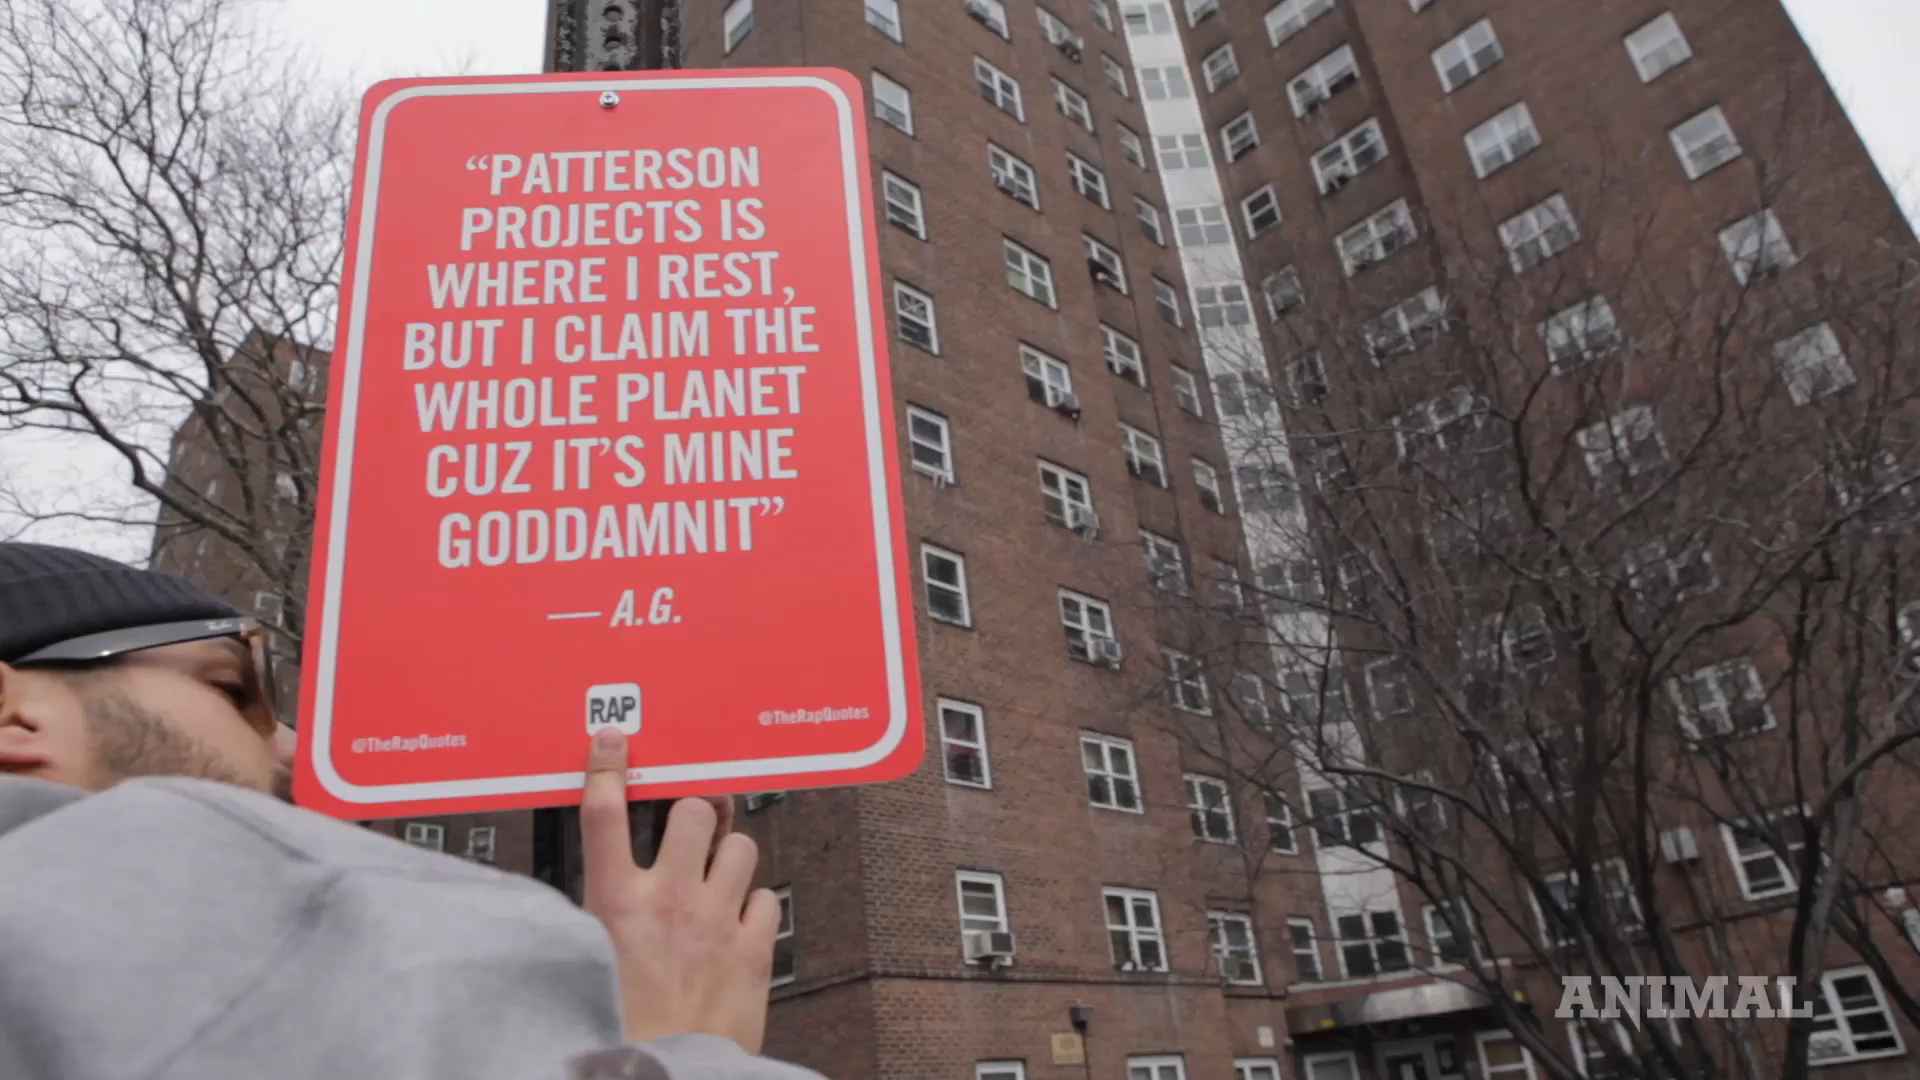 “PATTERSON
PROJECTS IS
WHERE I REST,
BUT I CLAIM THE
WHOLE PLANET
CUZ IT’S MINE
GODDAMNIT”
— A.G.
RAP
@TheRapQuotes
@TheRapQuotes
ANIMAL